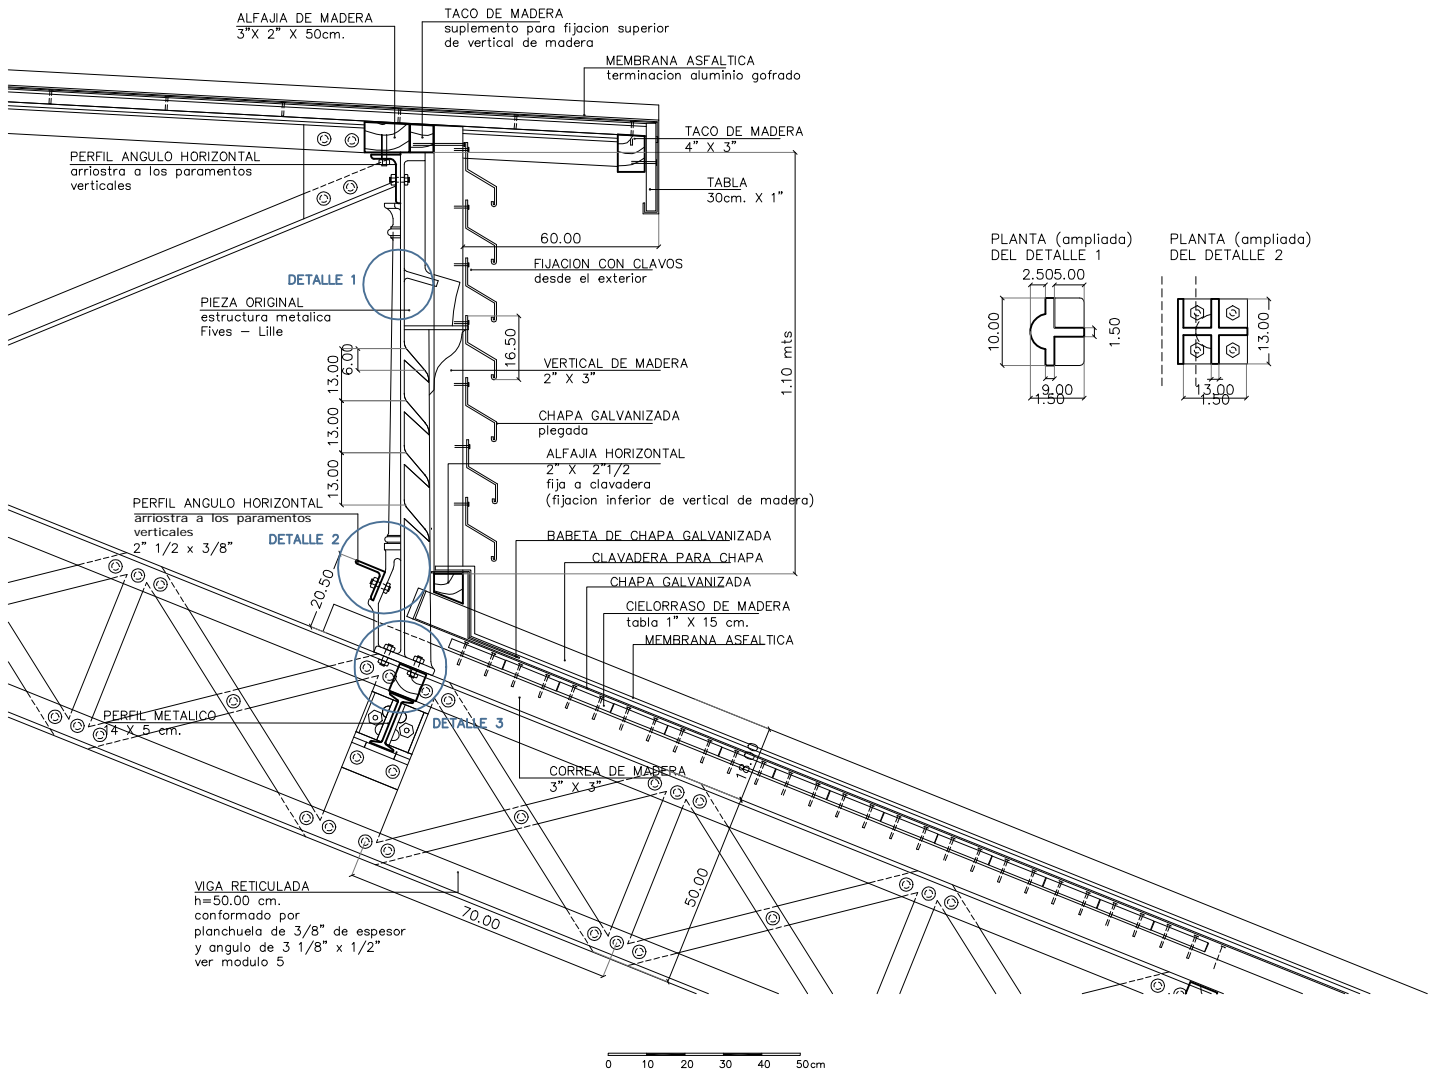 ALFAJIA DE MADERA
3"X 2" X 50cm.
TACO DE MADERA
suplemento para fijacion superior
de vertical de madera
MEMBRANA ASFALTICA
terminacion aluminio gofrado
TACO DE MADERA
4" X 3"
PERFIL ANGULO HORIZONTAL
arriostra a los paramentos
verticales
TABLA
30cm. X 1"
60.00
FIJACION CON CLAVOS
desde el exterior
DETALLE 1
PIEZA ORIGINAL
estructura metalica
Fives – Lille
16.50
1.10 mts
6.00
13.00
13.00
13.00
VERTICAL DE MADERA
2" X 3"
CHAPA GALVANIZADA
plegada
ALFAJIA HORIZONTAL
2" X 2"1/2
fija a clavadera
(fijacion inferior de vertical de madera)
PERFIL ANGULO HORIZONTAL
arriostra a los paramentos
verticales
2" 1/2 x 3/8"
DETALLE 2
20.50
BABETA DE CHAPA GALVANIZADA
CLAVADERA PARA CHAPA
CHAPA GALVANIZADA
CIELORRASO DE MADERA
tabla 1" X 15 cm.
MEMBRANA ASFALTICA
PERFIL METALICO
14 X 5 cm.
DETALLE 3
CORREA DE MADERA
3" X 3"
18.00
50.00
70.00
VIGA RETICULADA
h=50.00 cm.
conformado por
planchuela de 3/8" de espesor
y angulo de 3 1/8" x 1/2"
ver modulo 5
PLANTA (ampliada)
DEL DETALLE 1
2.50
5.00
10.00
1.50
9.00
1.50
PLANTA (ampliada)
DEL DETALLE 2
13.00
13.00
1.50
0 10 20 30 40 50cm